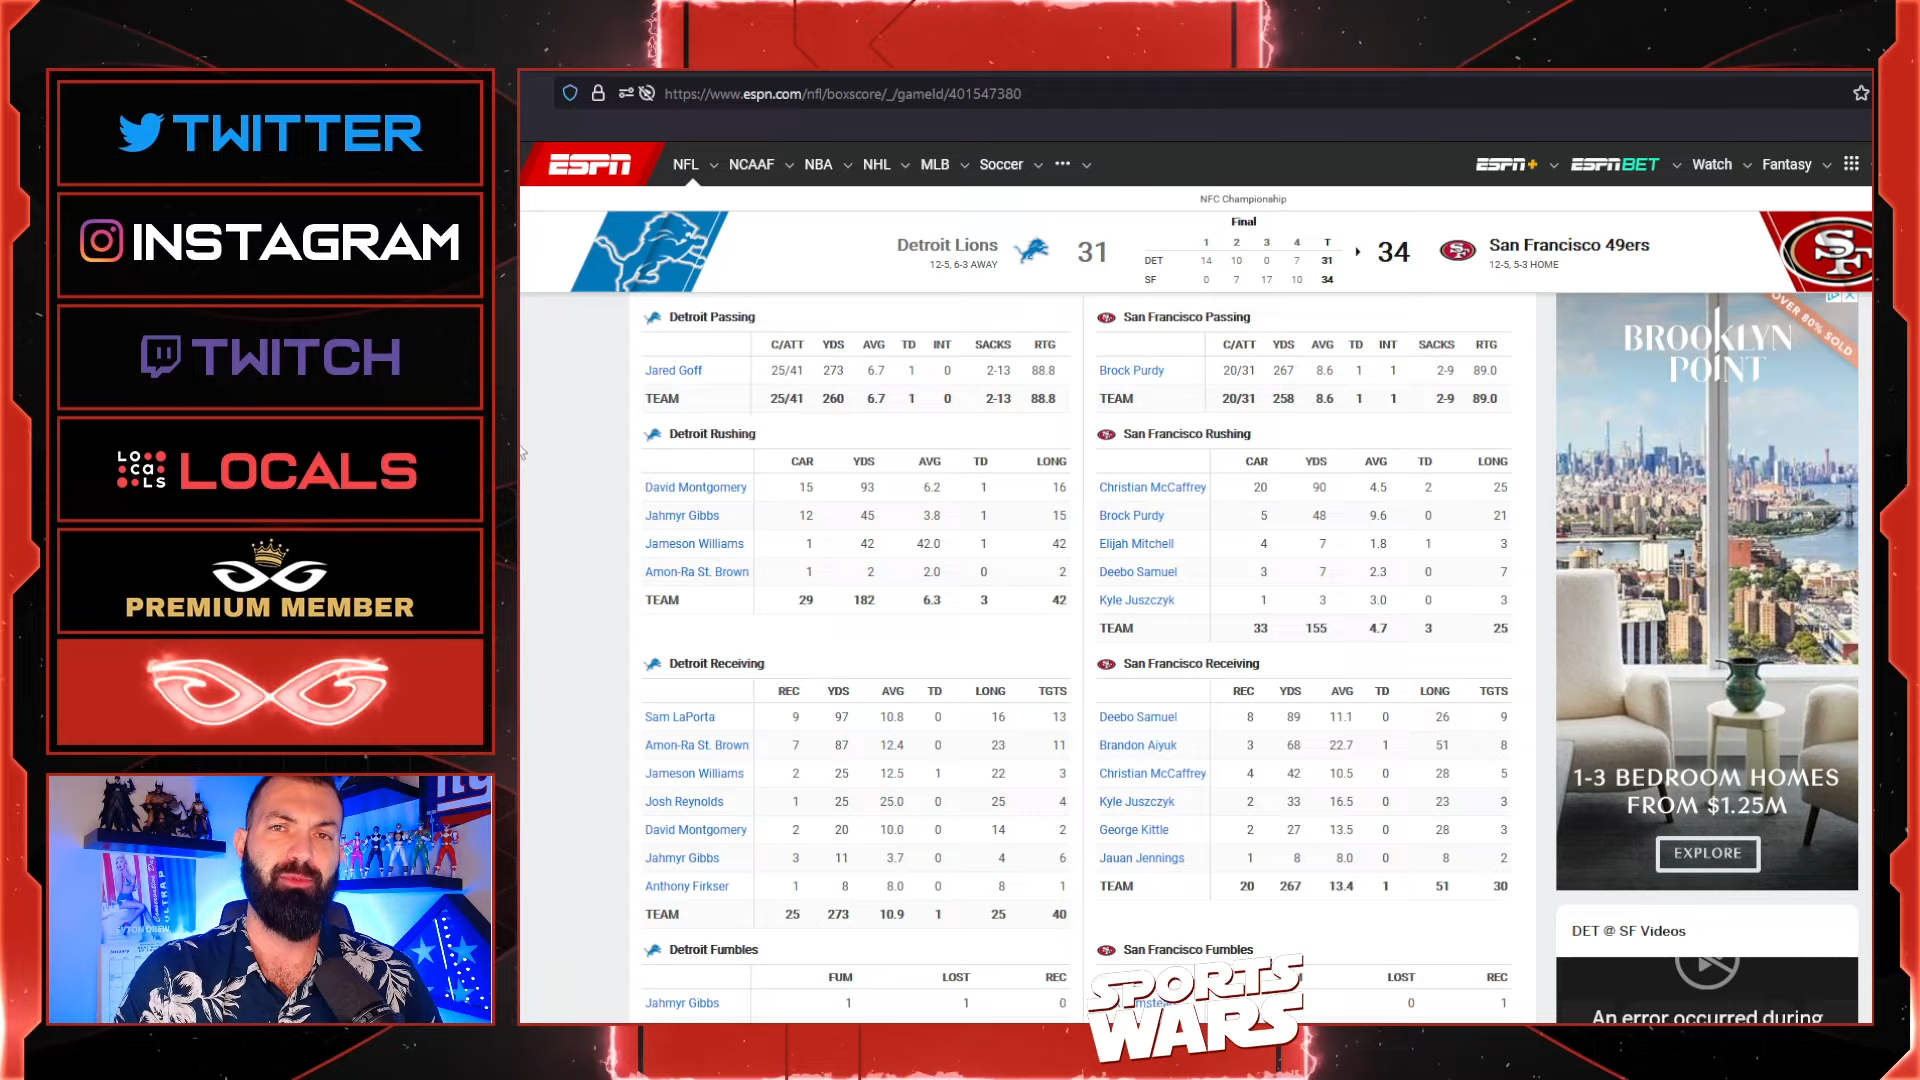 TWITTER
INSTAGRAM
TWITCH
LOCALS
LOCALS
PREMIUM MEMBER
https://www.espn.com/nfl/boxscore/_/gameId/401547380
ESPN NFL NCAAF NBA NHL MLB Soccer ••• ESPN+ ESPN BET Watch Fantasy
NFC Championship
Final
Detroit Lions 31 1 2 3 4 T 34 San Francisco 49ers
12-5, 6-3 AWAY DET 14 10 0 7 31 12-5, 5-3 HOME
SF 0 7 17 10 34
SF
Detroit Passing
C/ATT YDS AVG TD INT SACKS RTG
Jared Goff 25/41 273 6.7 1 0 2-13 88.8
TEAM 25/41 260 6.7 1 0 2-13 88.8
San Francisco Passing
C/ATT YDS AVG TD INT SACKS RTG
Brock Purdy 20/31 267 8.6 1 1 2-9 89.0
TEAM 20/31 258 8.6 1 1 2-9 89.0
Detroit Rushing
CAR YDS AVG TD LONG
David Montgomery 15 93 6.2 1 16
Jahmyr Gibbs 12 45 3.8 1 15
Jameson Williams 1 42 42.0 1 42
Amon-Ra St. Brown 1 2 2.0 0 2
TEAM 29 182 6.3 3 42
San Francisco Rushing
CAR YDS AVG TD LONG
Christian McCaffrey 20 90 4.5 2 25
Brock Purdy 5 48 9.6 0 21
Elijah Mitchell 4 7 1.8 1 3
Deebo Samuel 3 7 2.3 0 7
Kyle Juszczyk 1 3 3.0 0 3
TEAM 33 155 4.7 3 25
Detroit Receiving
REC YDS AVG TD LONG TGTS
Sam LaPorta 9 97 10.8 0 16 13
Amon-Ra St. Brown 7 87 12.4 0 23 11
Jameson Williams 2 25 12.5 1 22 3
Josh Reynolds 1 25 25.0 0 25 4
David Montgomery 2 20 10.0 0 14 2
Jahmyr Gibbs 3 11 3.7 0 4 6
Anthony Firkser 1 8 8.0 0 8 1
TEAM 25 273 10.9 1 25 40
San Francisco Receiving
REC YDS AVG TD LONG TGTS
Deebo Samuel 8 89 11.1 0 26 9
Brandon Aiyuk 3 68 22.7 1 51 8
Christian McCaffrey 4 42 10.5 0 28 5
Kyle Juszczyk 2 33 16.5 0 23 3
George Kittle 2 27 13.5 0 28 3
Jauan Jennings 1 8 8.0 0 8 2
TEAM 20 267 13.4 1 51 30
Detroit Fumbles
FUM LOST REC
Jahmyr Gibbs 1 1 0
San Francisco Fumbles
LOST REC
0 1
SPORTS
WARS
OVER 80% SOLD
BROOKLYN
POINT
1-3 BEDROOM HOMES
FROM $1.25M
EXPLORE
DET @ SF Videos
An error occurred during